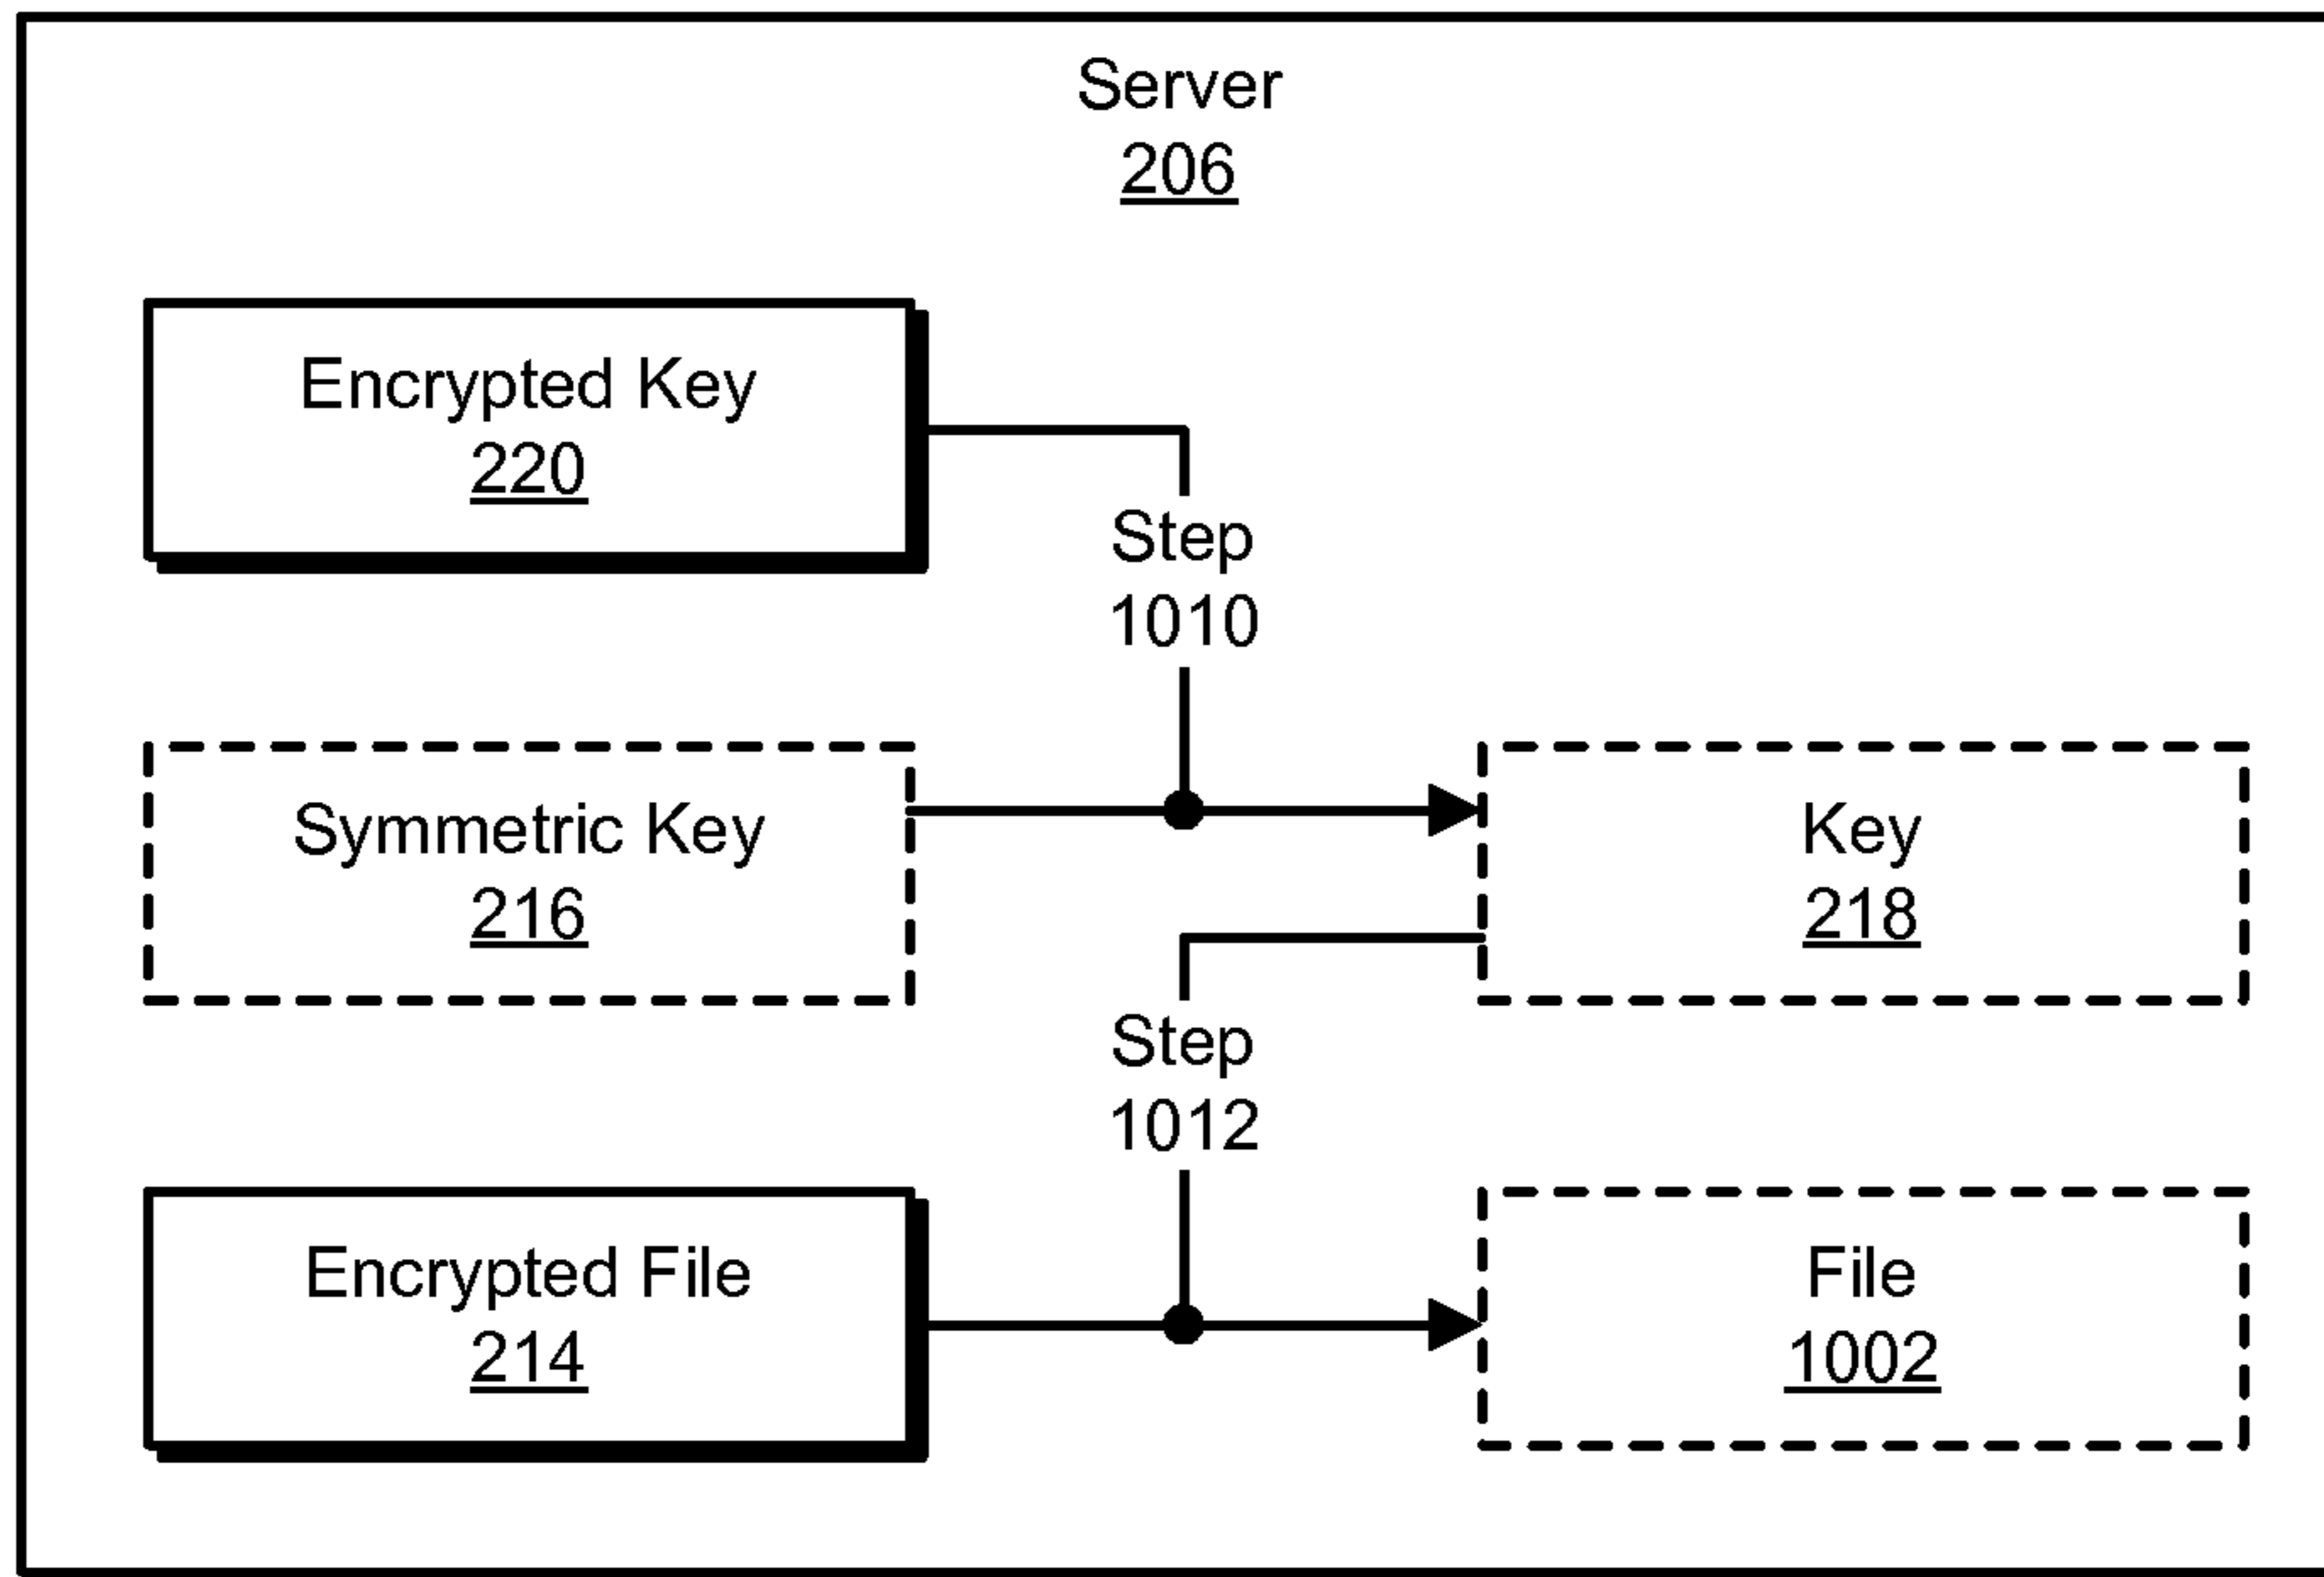 Server
206
Encrypted Key
220
Step
1010
Symmetric Key
216
Key
218
Step
1012
Encrypted File
214
File
1002